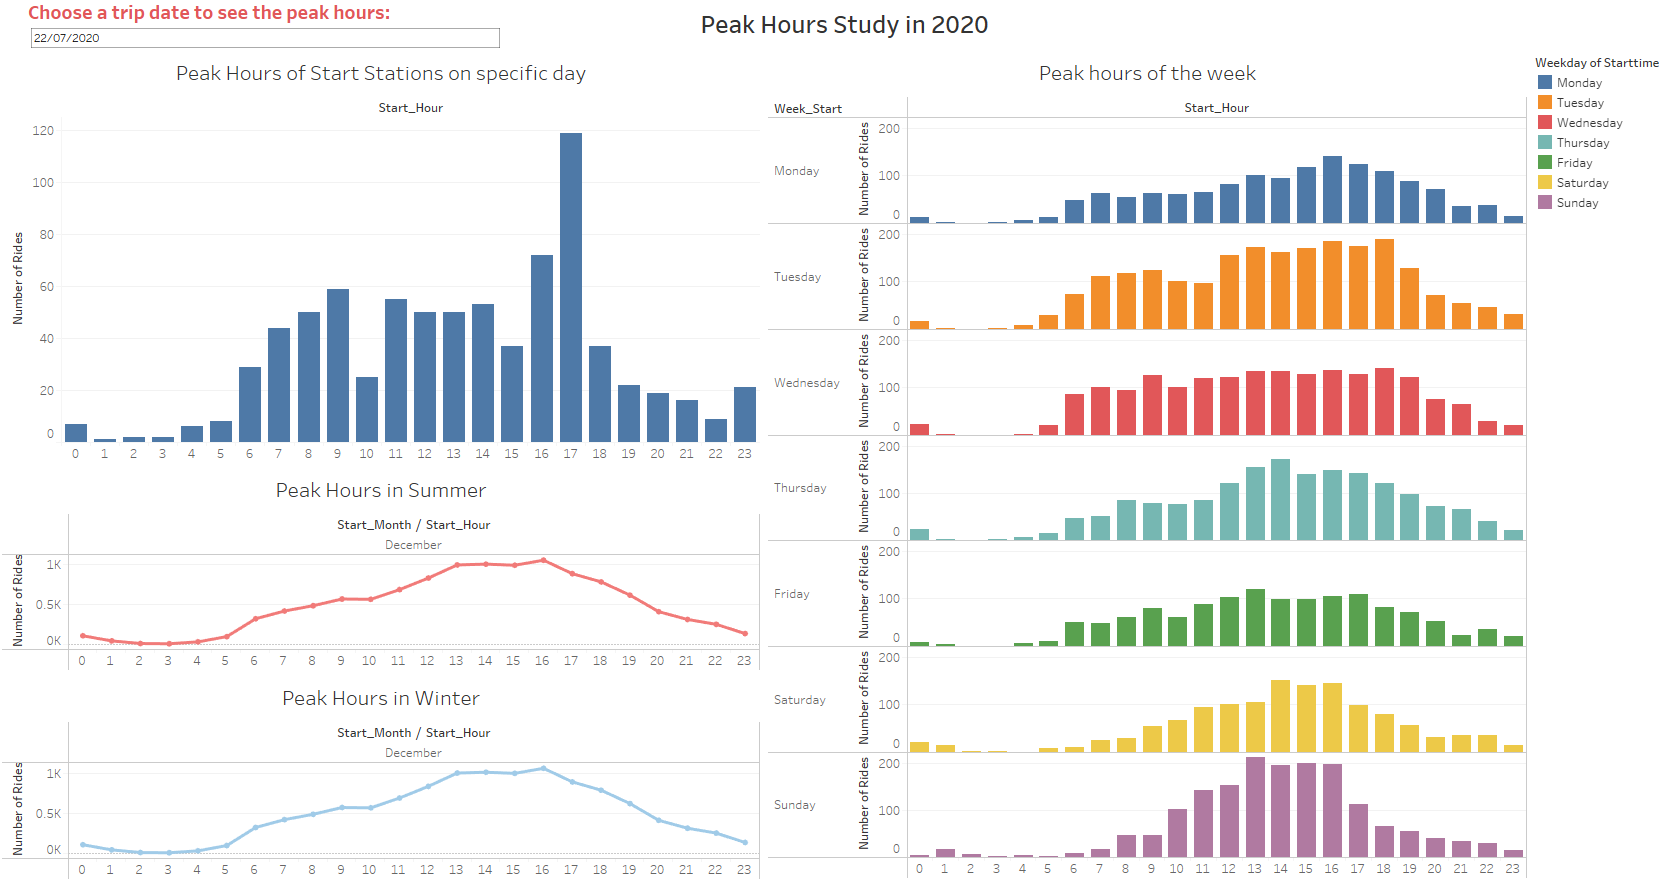 Choose a trip date to see the peak hours:
22/07/2020
Peak Hours Study in 2020
Peak Hours of Start Stations on specific day
Start_Hour
Number of Rides
120
100
80
60
40
20
0
0 1 2 3 4 5 6 7 8 9 10 11 12 13 14 15 16 17 18 19 20 21 22 23
Peak Hours in Summer
Start_Month / Start_Hour
December
Number of Rides
1K
0.5K
0K
0 1 2 3 4 5 6 7 8 9 10 11 12 13 14 15 16 17 18 19 20 21 22 23
Peak Hours in Winter
Start_Month / Start_Hour
December
Number of Rides
1K
0.5K
0K
0 1 2 3 4 5 6 7 8 9 10 11 12 13 14 15 16 17 18 19 20 21 22 23
Peak hours of the week
Week_Start
Start_Hour
Monday
Number of Rides
200
100
0
Tuesday
Number of Rides
200
100
0
Wednesday
Number of Rides
200
100
0
Thursday
Number of Rides
200
100
0
Friday
Number of Rides
200
100
0
Saturday
Number of Rides
200
100
0
Sunday
Number of Rides
200
100
0
0 1 2 3 4 5 6 7 8 9 10 11 12 13 14 15 16 17 18 19 20 21 22 23
Weekday of Starttime
Monday
Tuesday
Wednesday
Thursday
Friday
Saturday
Sunday